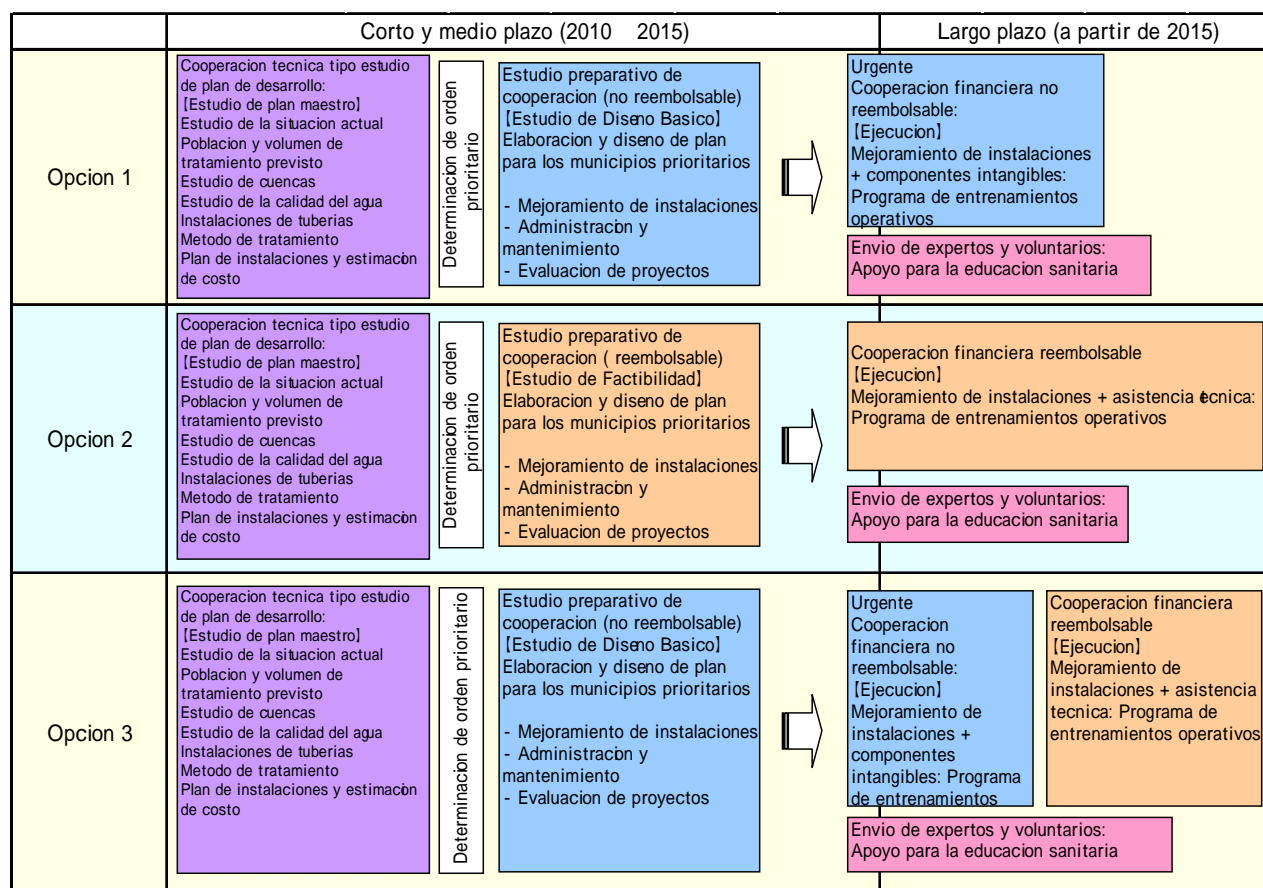 Corto y medio plazo (2010 2015)
Largo plazo (a partir de 2015)
Opcion 1
Cooperacion tecnica tipo estudio
de plan de desarrollo:
【Estudio de plan maestro】
Estudio de la situacion actual
Poblacion y volumen de
tratamiento previsto
Estudio de cuencas
Estudio de la calidad del agua
Instalaciones de tuberias
Metodo de tratamiento
Plan de instalaciones y estimacion
de costo
Determinacion de orden
prioritario
Estudio preparativo de
cooperacion (no reembolsable)
【Estudio de Diseno Basico】
Elaboracion y diseno de plan
para los municipios prioritarios
- Mejoramiento de instalaciones
- Administracion y
mantenimiento
- Evaluacion de proyectos
Urgente
Cooperacion financiera no
reembolsable:
【Ejecucion】
Mejoramiento de instalaciones
+ componentes intangibles:
Programa de entrenamientos
operativos
Envio de expertos y voluntarios:
Apoyo para la educacion sanitaria
Opcion 2
Cooperacion tecnica tipo estudio
de plan de desarrollo:
【Estudio de plan maestro】
Estudio de la situacion actual
Poblacion y volumen de
tratamiento previsto
Estudio de cuencas
Estudio de la calidad del agua
Instalaciones de tuberias
Metodo de tratamiento
Plan de instalaciones y estimacion
de costo
Determinacion de orden
prioritario
Estudio preparativo de
cooperacion ( reembolsable)
【Estudio de Factibilidad】
Elaboracion y diseno de plan
para los municipios prioritarios
- Mejoramiento de instalaciones
- Administracion y
mantenimiento
- Evaluacion de proyectos
Cooperacion financiera reembolsable
【Ejecucion】
Mejoramiento de instalaciones + asistencia tecnica:
Programa de entrenamientos operativos
Envio de expertos y voluntarios:
Apoyo para la educacion sanitaria
Opcion 3
Cooperacion tecnica tipo estudio
de plan de desarrollo:
【Estudio de plan maestro】
Estudio de la situacion actual
Poblacion y volumen de
tratamiento previsto
Estudio de cuencas
Estudio de la calidad del agua
Instalaciones de tuberias
Metodo de tratamiento
Plan de instalaciones y estimacion
de costo
Determinacion de orden prioritario
Estudio preparativo de
cooperacion (no reembolsable)
【Estudio de Diseno Basico】
Elaboracion y diseno de plan
para los municipios prioritarios
- Mejoramiento de instalaciones
- Administracion y
mantenimiento
- Evaluacion de proyectos
Urgente
Cooperacion
financiera no
reembolsable:
【Ejecucion】
Mejoramiento de
instalaciones +
componentes
intangibles: Programa
de entrenamientos
Cooperacion financiera
reembolsable
【Ejecucion】
Mejoramiento de
instalaciones + asistencia
tecnica: Programa de
entrenamientos operativos
Envio de expertos y voluntarios:
Apoyo para la educacion sanitaria